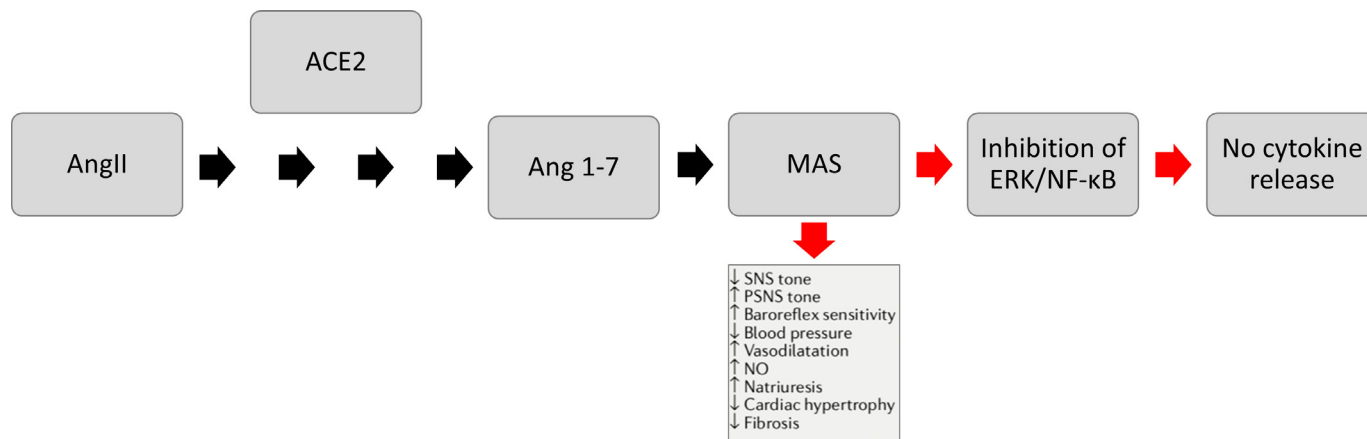 ACE2
AngII
Ang 1-7
MAS
Inhibition of
ERK/NF-κB
No cytokine
release
↓ SNS tone
↑ PSNS tone
↑ Baroreflex sensitivity
↓ Blood pressure
↑ Vasodilatation
↑ NO
↑ Natriuresis
↓ Cardiac hypertrophy
↓ Fibrosis